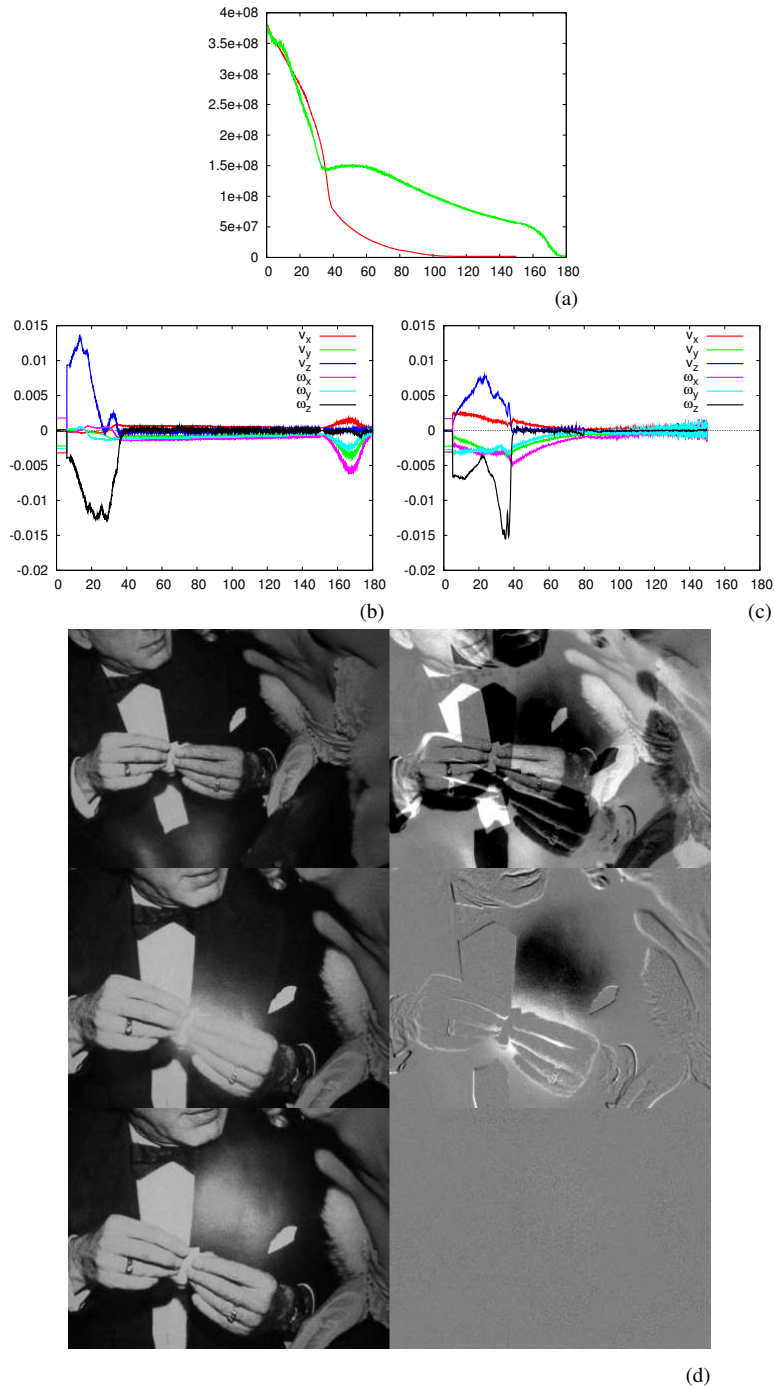 4e+08
3.5e+08
3e+08
2.5e+08
2e+08
1.5e+08
1e+08
5e+07
0
0 20 40 60 80 100 120 140 160 180
(a)
0.015
0.01
0.005
0
-0.005
-0.01
-0.015
-0.02
0 20 40 60 80 100 120 140 160 180
v_x
v_y
v_z
ω_x
ω_y
ω_z
(b)
0.015
0.01
0.005
0
-0.005
-0.01
-0.015
-0.02
0 20 40 60 80 100 120 140 160 180
v_x
v_y
v_z
ω_x
ω_y
ω_z
(c)
(d)